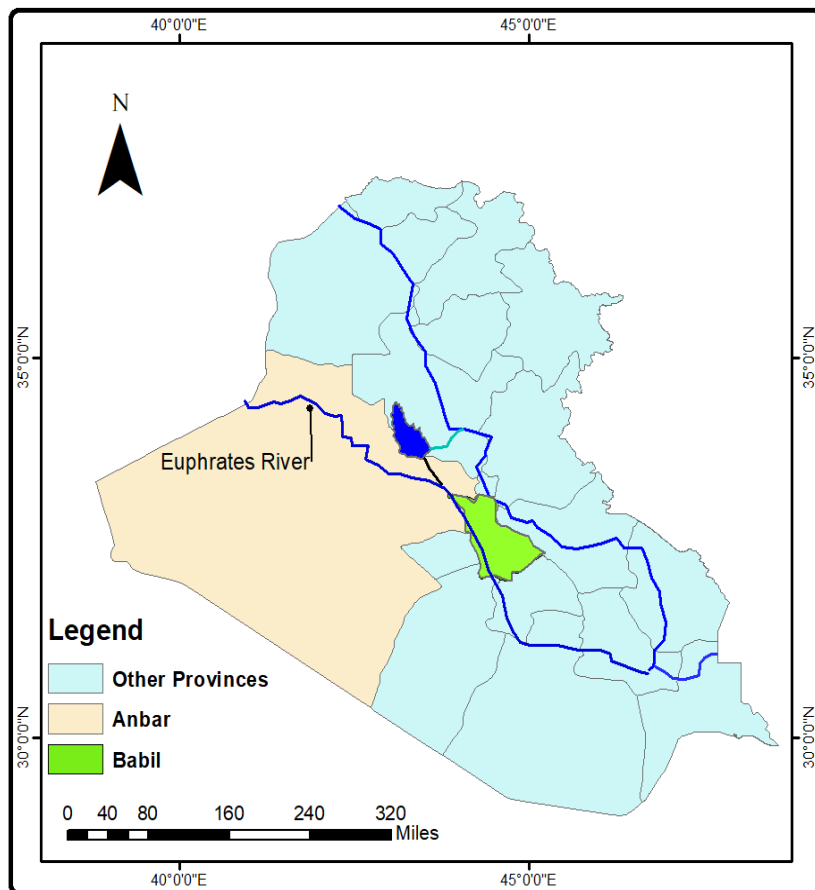 40°0'0"E 45°0'0"E
N
35°0'0"N 35°0'0"N
Euphrates River
Legend
Other Provinces
Anbar
Babil
30°0'0"N 30°0'0"N
0 40 80 160 240 320
Miles
40°0'0"E 45°0'0"E